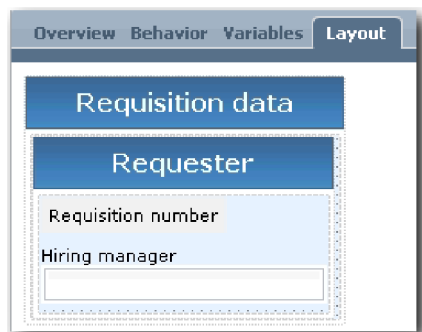 Overview Behavior Variables Layout
Requisition data
Requester
Requisition number
Hiring manager